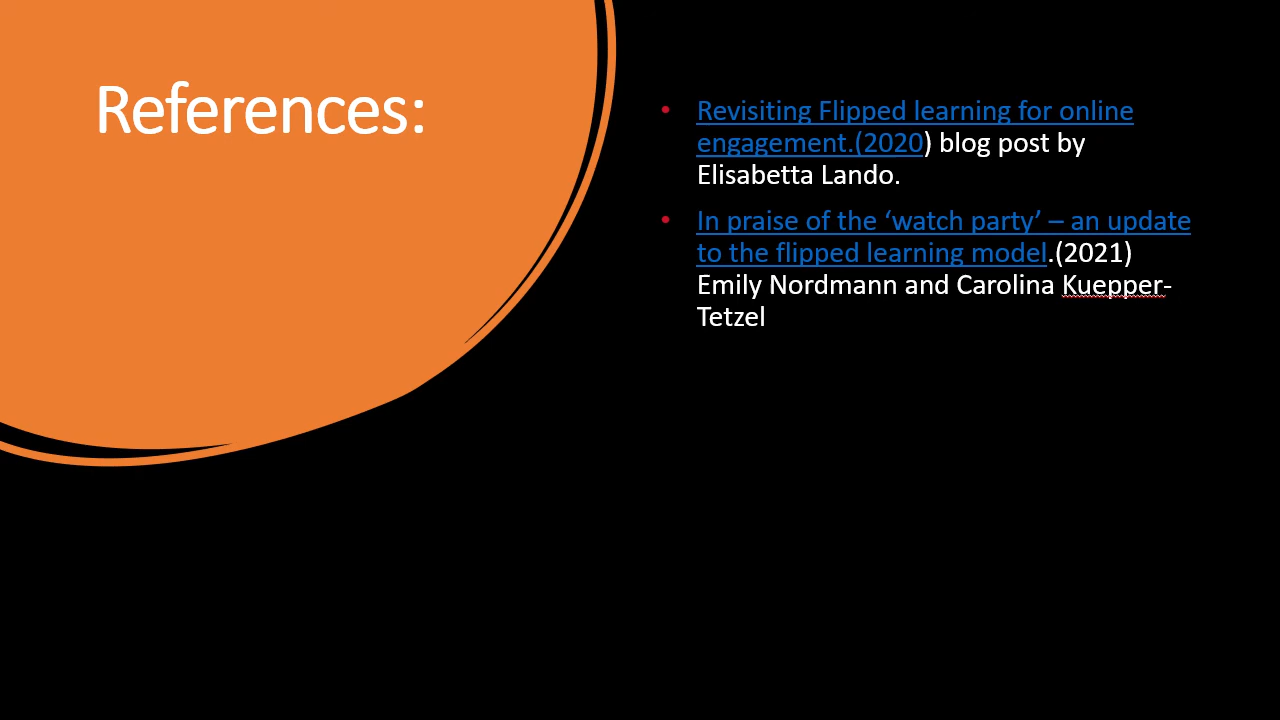 References:
• Revisiting Flipped learning for online
engagement.(2020) blog post by
Elisabetta Lando.
• In praise of the ‘watch party’ – an update
to the flipped learning model.(2021)
Emily Nordmann and Carolina Kuepper-
Tetzel